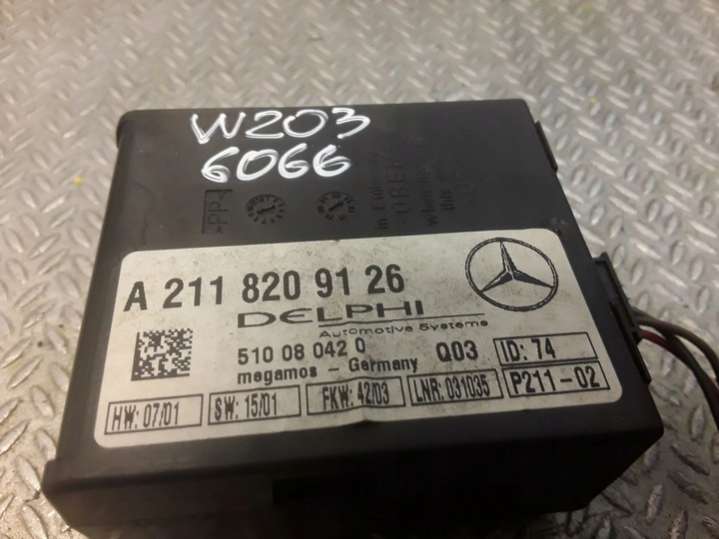 W203
6066
PP
A 211 820 91 26
DELPHI
Automotive Systems
510 08 042 0
Q03
ID: 74
megamos - Germany
P211-02
HW: 07/01
SW: 15/01
FKW: 42/03
LNR: 031035